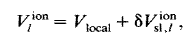 V_l^ion = V_local + δV_sl,l^ion,